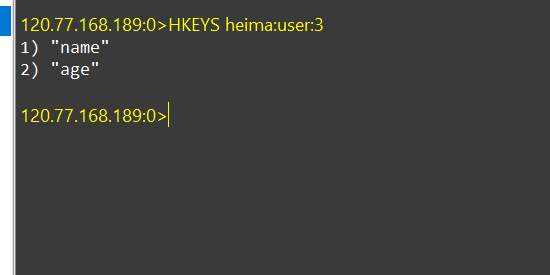 120.77.168.189:0>HKEYS heima:user:3
1) "name"
2) "age"
120.77.168.189:0>